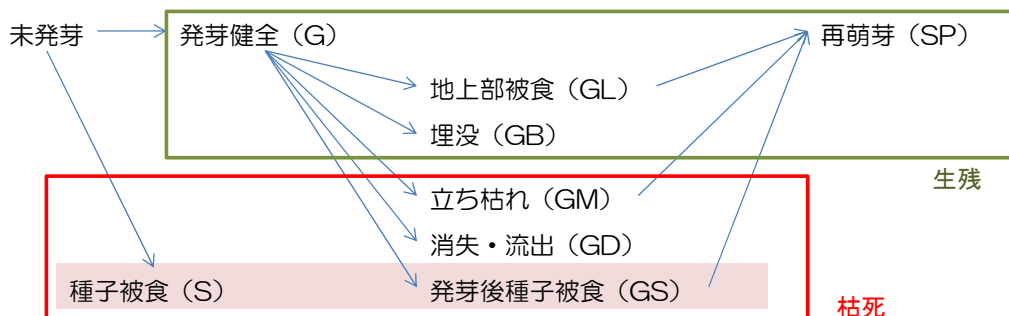 未発芽 発芽健全（G） 再萌芽（SP）
地上部被食（GL）
埋没（GB）
生残
立ち枯れ（GM）
消失・流出（GD）
種子被食（S） 発芽後種子被食（GS）
枯死